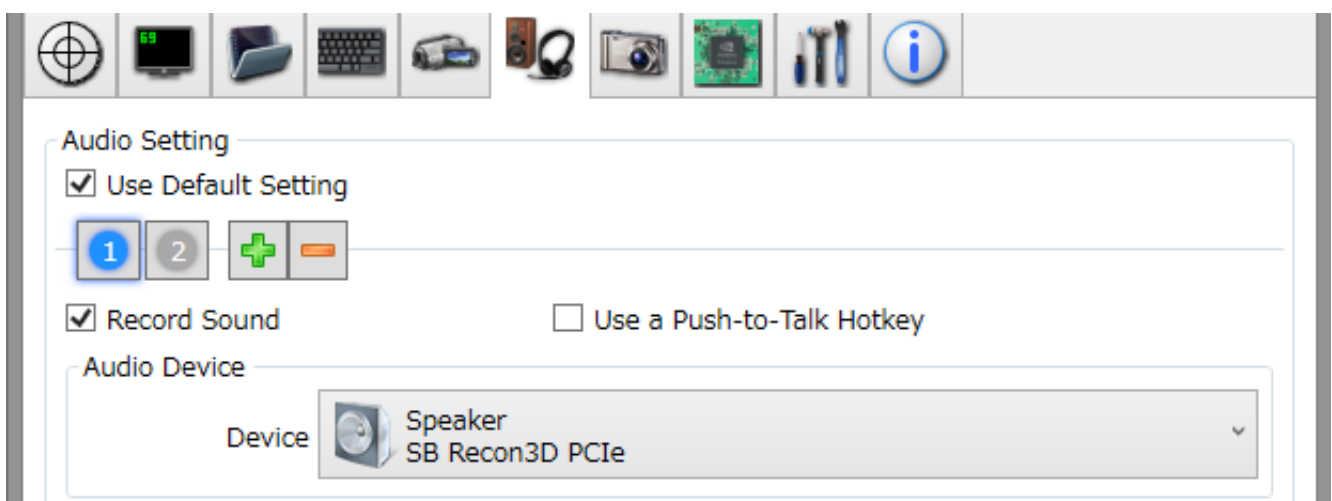 69
Audio Setting
Use Default Setting
1 2
Record Sound Use a Push-to-Talk Hotkey
Audio Device
Device Speaker
SB Recon3D PCIe